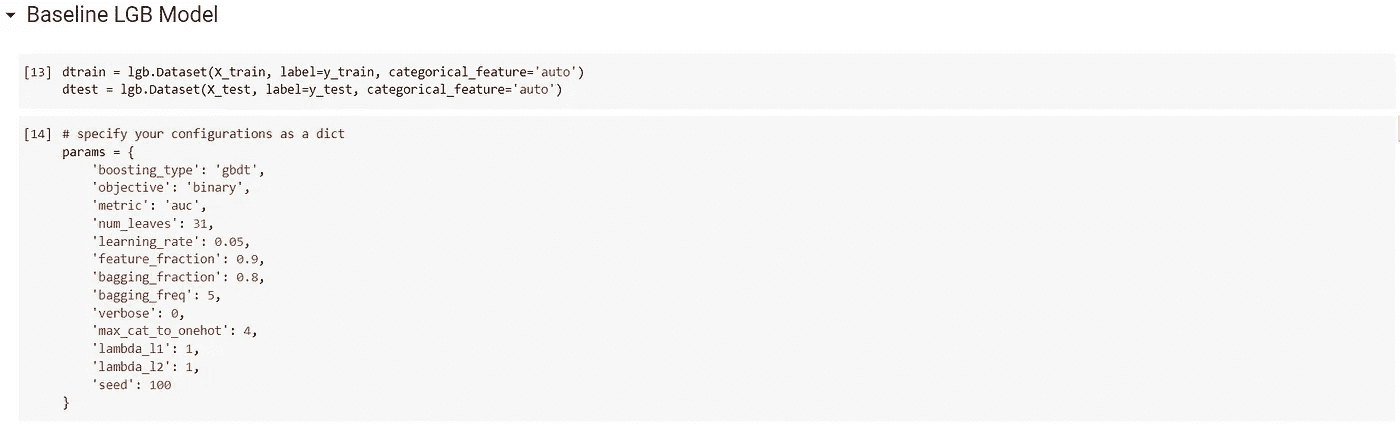 Baseline LGB Model
[13] dtrain = lgb.Dataset(X_train, label=y_train, categorical_feature='auto')
dtest = lgb.Dataset(X_test, label=y_test, categorical_feature='auto')
[14] # specify your configurations as a dict
params = {
'boosting_type': 'gbdt',
'objective': 'binary',
'metric': 'auc',
'num_leaves': 31,
'learning_rate': 0.05,
'feature_fraction': 0.9,
'bagging_fraction': 0.8,
'bagging_freq': 5,
'verbose': 0,
'max_cat_to_onehot': 4,
'lambda_l1': 1,
'lambda_l2': 1,
'seed': 100
}